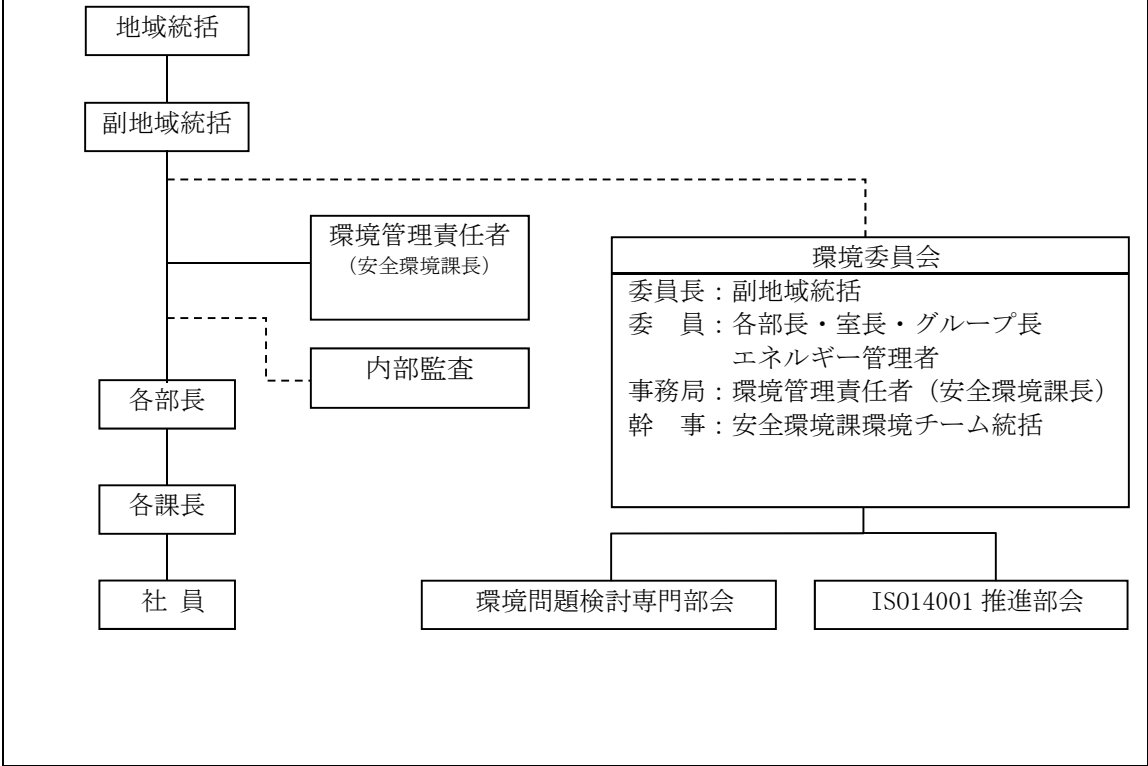 地域統括
副地域統括
環境管理責任者
(安全環境課長)
内部監査
各部長
各課長
社 員
環境委員会
委員長：副地域統括
委　員：各部長・室長・グループ長
エネルギー管理者
事務局：環境管理責任者（安全環境課長）
幹　事：安全環境課環境チーム統括
環境問題検討専門部会
ISO14001 推進部会